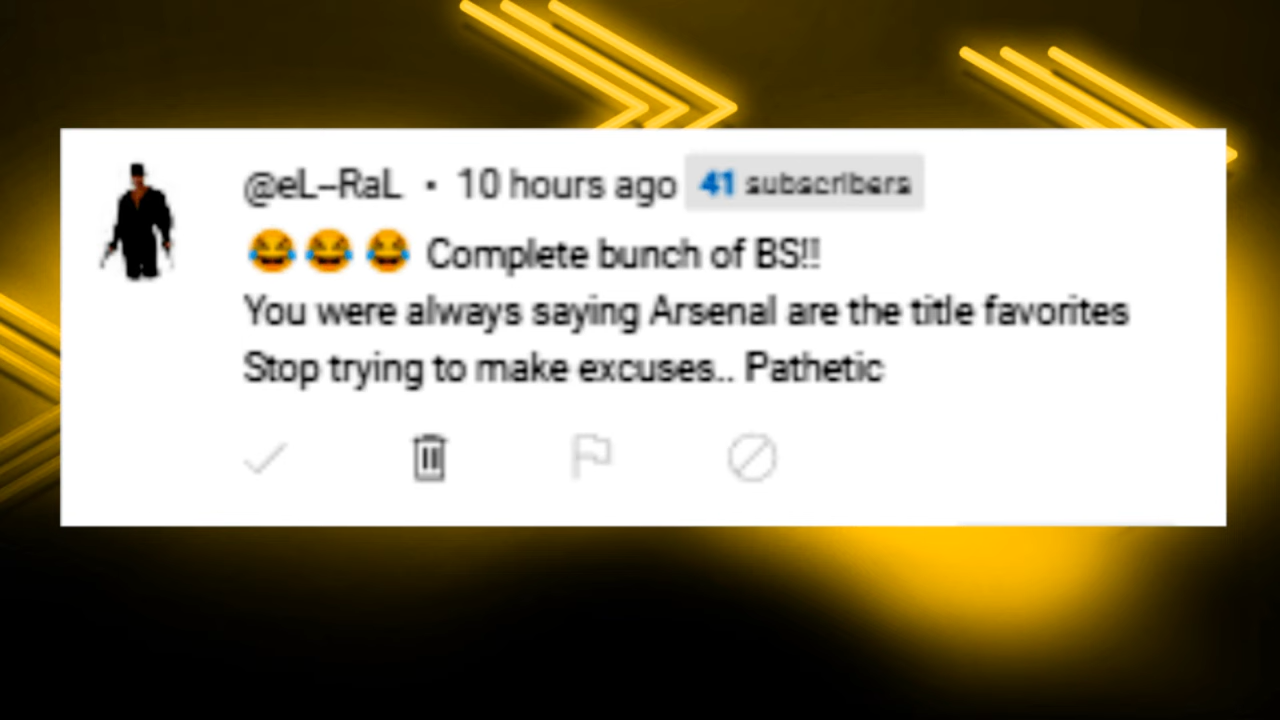 @eL–RaL • 10 hours ago 41 subscribers
😂😂😂 Complete bunch of BS!!
You were always saying Arsenal are the title favorites
Stop trying to make excuses.. Pathetic